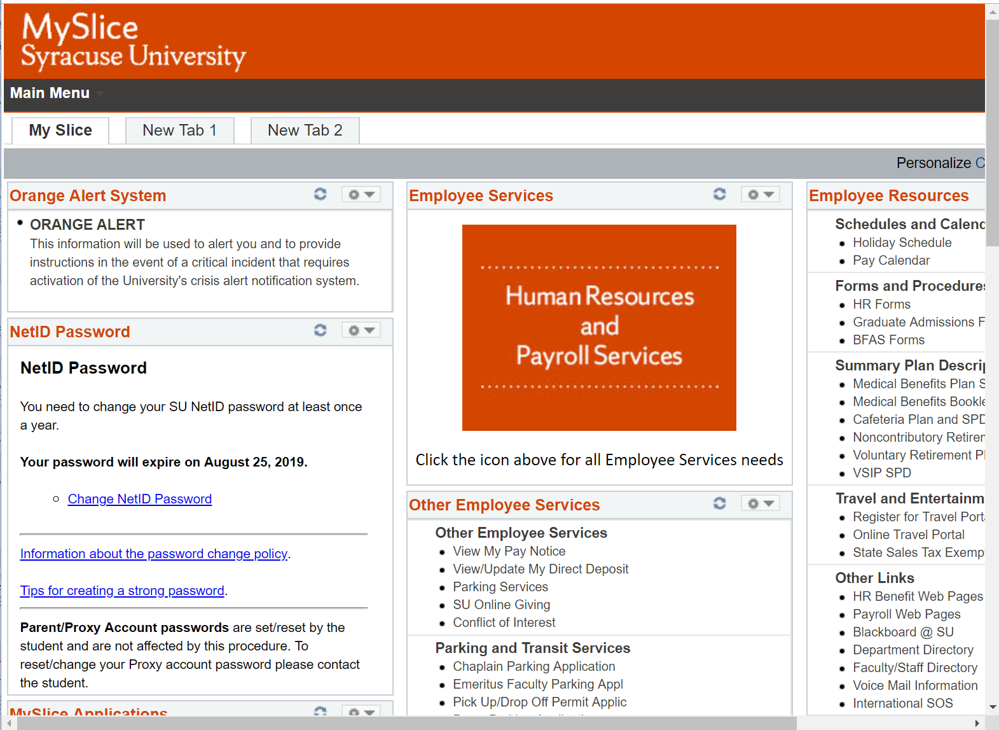 MySlice
Syracuse University
Main Menu
My Slice
New Tab 1
New Tab 2
Personalize C
Orange Alert System
ORANGE ALERT
This information will be used to alert you and to provide
instructions in the event of a critical incident that requires
activation of the University's crisis alert notification system.
NetID Password
NetID Password
You need to change your SU NetID password at least once
a year.
Your password will expire on August 25, 2019.
Change NetID Password
Information about the password change policy.
Tips for creating a strong password.
Parent/Proxy Account passwords are set/reset by the
student and are not affected by this procedure. To
reset/change your Proxy account password please contact
the student.
MySlice Applications
Employee Services
Human Resources
and
Payroll Services
Click the icon above for all Employee Services needs
Other Employee Services
Other Employee Services
View My Pay Notice
View/Update My Direct Deposit
Parking Services
SU Online Giving
Conflict of Interest
Parking and Transit Services
Chaplain Parking Application
Emeritus Faculty Parking Appl
Pick Up/Drop Off Permit Applic
Employee Resources
Schedules and Calend
Holiday Schedule
Pay Calendar
Forms and Procedures
HR Forms
Graduate Admissions F
BFAS Forms
Summary Plan Descrip
Medical Benefits Plan S
Medical Benefits Bookle
Cafeteria Plan and SPD
Noncontributory Retirem
Voluntary Retirement Pl
VSIP SPD
Travel and Entertainm
Register for Travel Porta
Online Travel Portal
State Sales Tax Exemp
Other Links
HR Benefit Web Pages
Payroll Web Pages
Blackboard @ SU
Department Directory
Faculty/Staff Directory
Voice Mail Information
International SOS